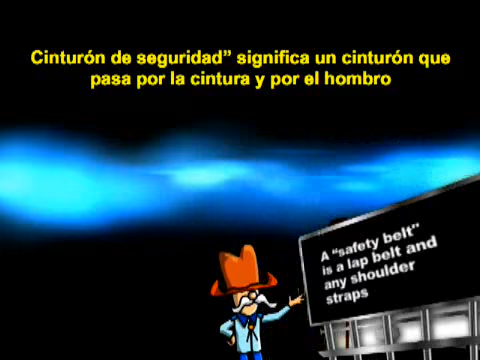 Cinturón de seguridad” significa un cinturón que
pasa por la cintura y por el hombro
A “safety belt”
is a lap belt and
any shoulder
straps